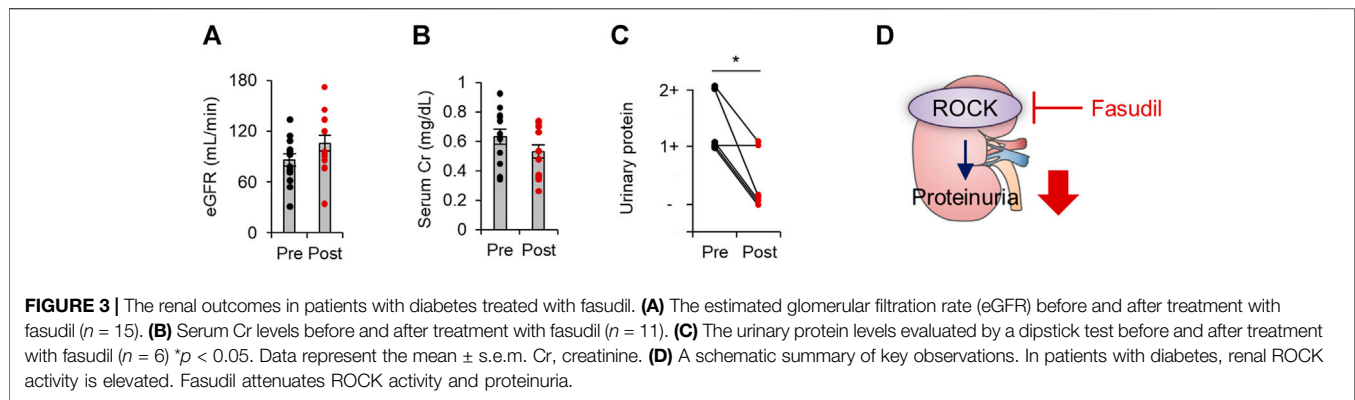 A
B
C
D
eGFR (mL/min)
180
120
60
0
Pre Post
Serum Cr (mg/dL)
1
0.8
0.6
0.4
0.2
0
Pre Post
Urinary protein
*
2+
1+
-
Pre Post
ROCK
Fasudil
Proteinuria
FIGURE 3 | The renal outcomes in patients with diabetes treated with fasudil. (A) The estimated glomerular filtration rate (eGFR) before and after treatment with
fasudil (n = 15). (B) Serum Cr levels before and after treatment with fasudil (n = 11). (C) The urinary protein levels evaluated by a dipstick test before and after treatment
with fasudil (n = 6) *p < 0.05. Data represent the mean ± s.e.m. Cr, creatinine. (D) A schematic summary of key observations. In patients with diabetes, renal ROCK
activity is elevated. Fasudil attenuates ROCK activity and proteinuria.